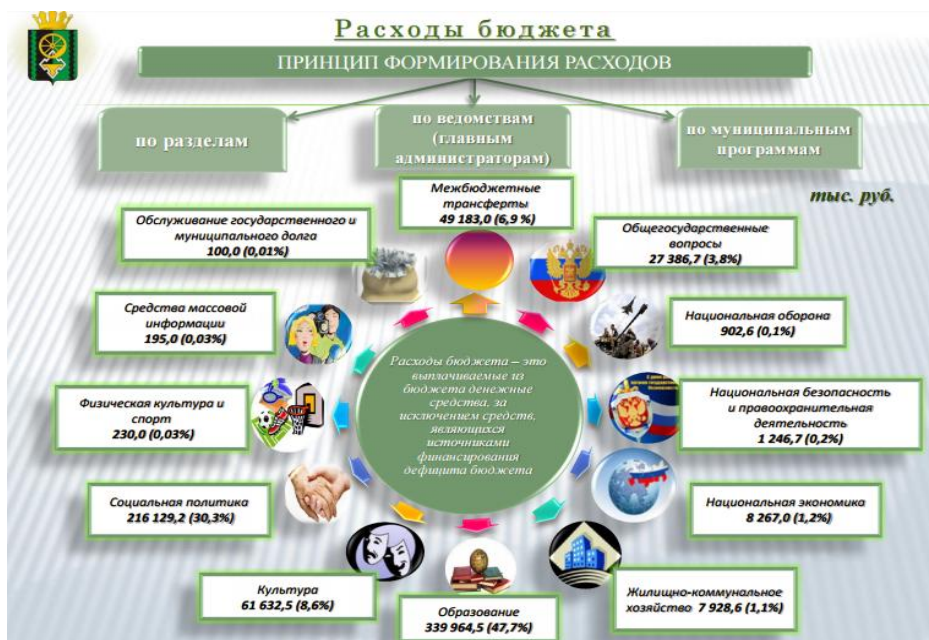 Расходы бюджета
ПРИНЦИП ФОРМИРОВАНИЯ РАСХОДОВ
по разделам
по ведомствам
(главным
администраторам)
по муниципальным
программам
тыс. руб.
Межбюджетные
трансферты
49 183,0 (6,9 %)
Обслуживание государственного и
муниципального долга
100,0 (0,01%)
Общегосударственные
вопросы
27 386,7 (3,8%)
Средства массовой
информации
195,0 (0,03%)
Национальная оборона
902,6 (0,1%)
Расходы бюджета – это
выплачиваемые из
бюджета денежные
средства, за
исключением средств,
являющихся
источниками
финансирования
дефицита бюджета
Физическая культура и
спорт
230,0 (0,03%)
Национальная безопасность
и правоохранительная
деятельность
1 246,7 (0,2%)
Социальная политика
216 129,2 (30,3%)
Национальная экономика
8 267,0 (1,2%)
Культура
61 632,5 (8,6%)
Образование
339 964,5 (47,7%)
Жилищно-коммунальное
хозяйство 7 928,6 (1,1%)